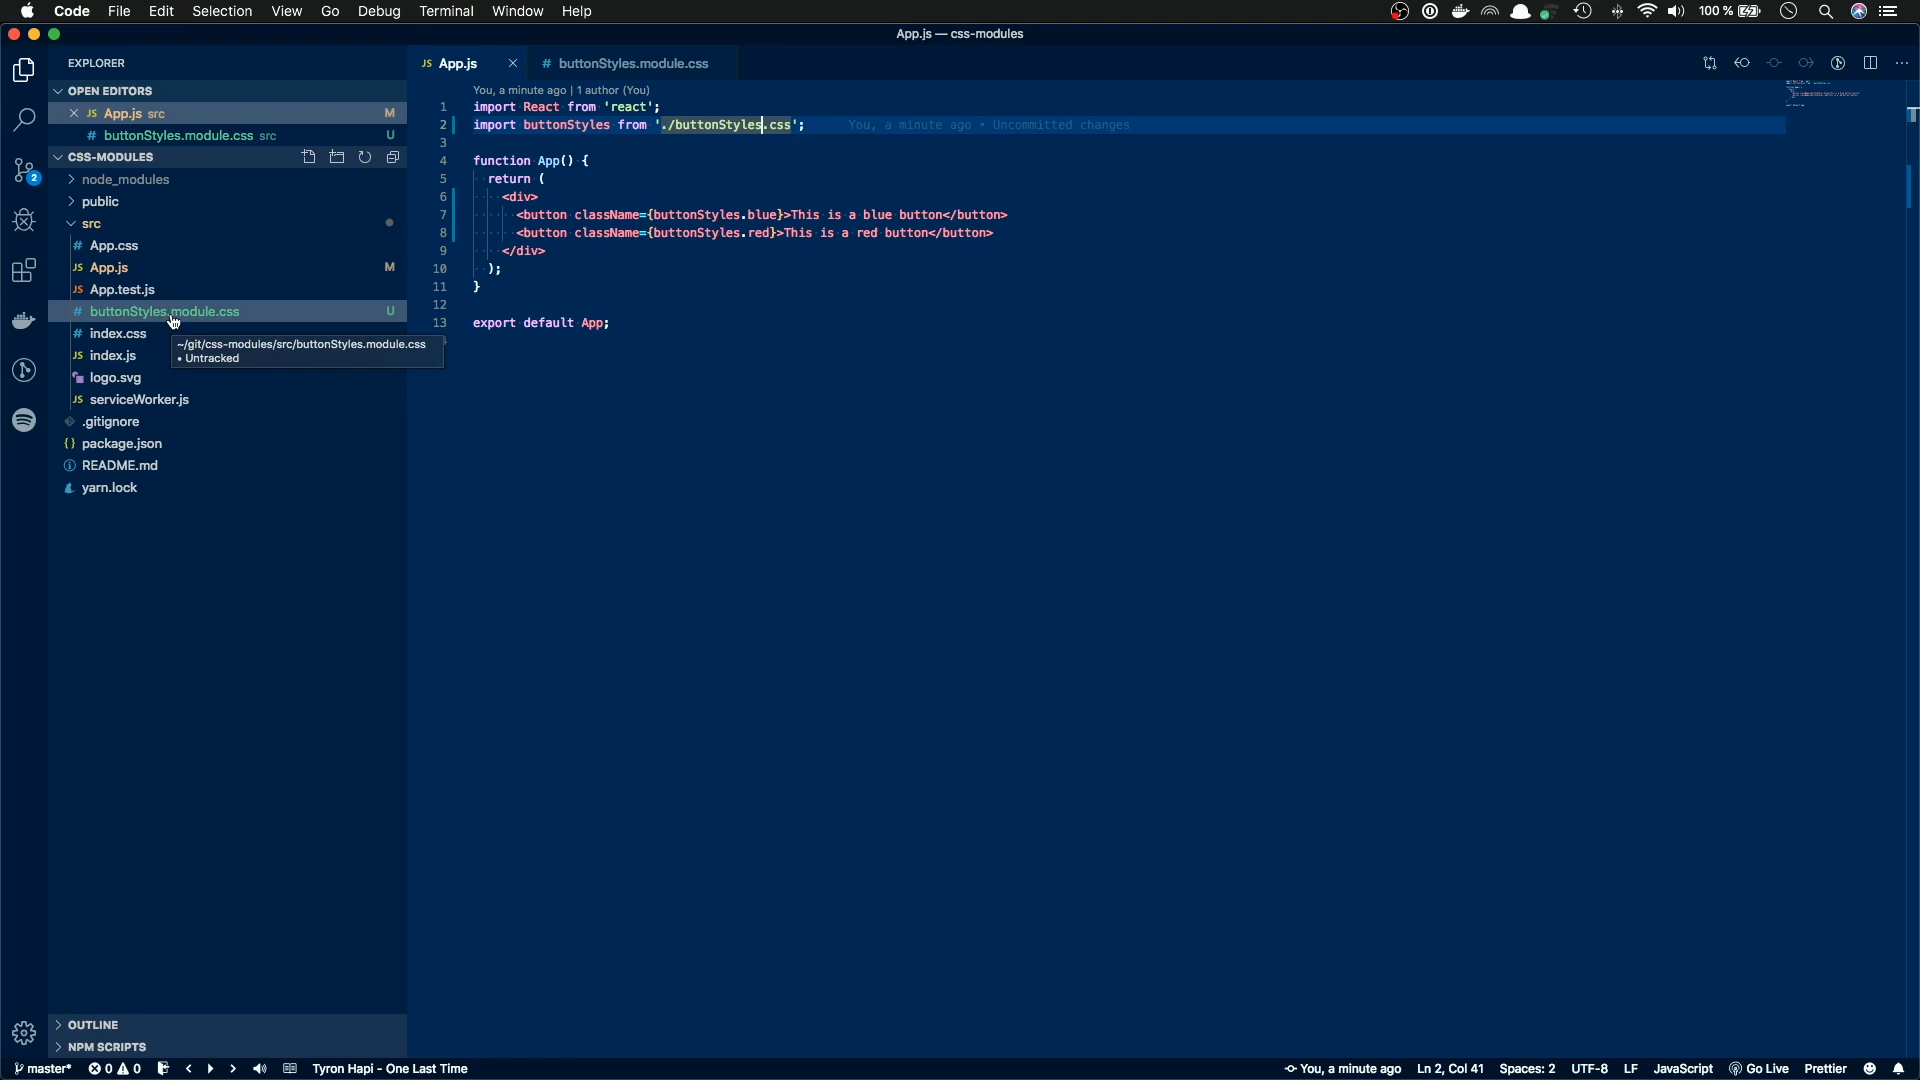 Code File Edit Selection View Go Debug Terminal Window Help
100 %
App.js — css-modules
EXPLORER
OPEN EDITORS
JS App.js src M
# buttonStyles.module.css src U
CSS-MODULES
node_modules
public
src
# App.css
JS App.js M
JS App.test.js
# buttonStyles.module.css U
# index.css
JS index.js
logo.svg
JS serviceWorker.js
.gitignore
{} package.json
README.md
yarn.lock
~/git/css-modules/src/buttonStyles.module.css
• Untracked
2
OUTLINE
NPM SCRIPTS
JS App.js
# buttonStyles.module.css
You, a minute ago | 1 author (You)
1 import React from 'react';
2 import buttonStyles from './buttonStyles.css'; You, a minute ago • Uncommitted changes
3
4 function App() {
5 return (
6 <div>
7 <button className={buttonStyles.blue}>This is a blue button</button>
8 <button className={buttonStyles.red}>This is a red button</button>
9 </div>
10 );
11 }
12
13 export default App;
master* 0 0 Tyron Hapi - One Last Time You, a minute ago Ln 2, Col 41 Spaces: 2 UTF-8 LF JavaScript Go Live Prettier